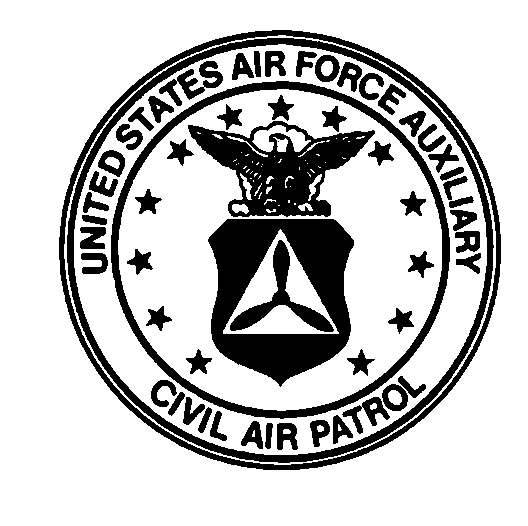 UNITED STATES AIR FORCE AUXILIARY
CIVIL AIR PATROL